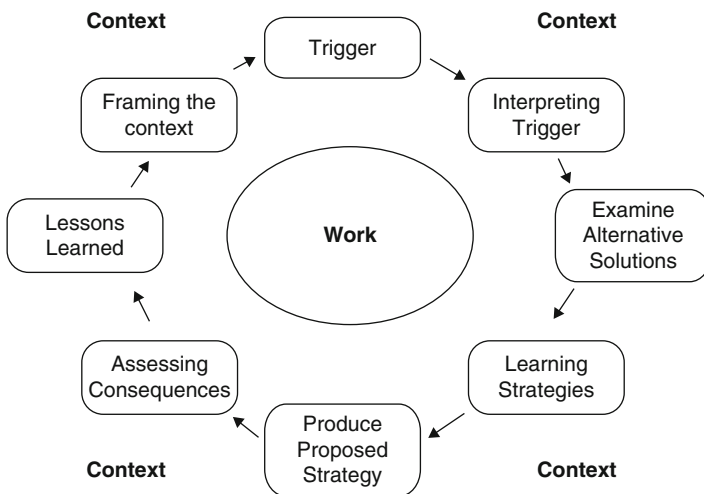 Context
Context
Trigger
Framing the
context
Interpreting
Trigger
Lessons
Learned
Work
Examine
Alternative
Solutions
Assessing
Consequences
Learning
Strategies
Produce
Proposed
Strategy
Context
Context